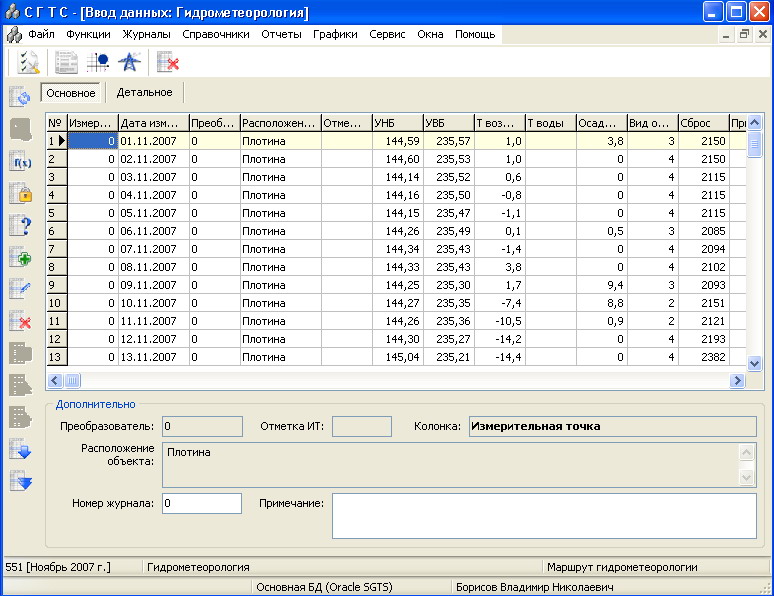 С Г Т С - [Ввод данных: Гидрометеорология]
Файл Функции Журналы Справочники Отчеты Графики Сервис Окна Помощь
Основное Детальное
№ Измер... Дата изм... Преоб... Расположен... Отме... УНБ УВБ Т воз... Т воды Осад... Вид о... Сброс При
1 0 01.11.2007 0 Плотина 144,59 235,57 1,0 3,8 3 2150
2 0 02.11.2007 0 Плотина 144,60 235,53 1,0 0 4 2150
3 0 03.11.2007 0 Плотина 144,14 235,52 0,6 0 4 2115
4 0 04.11.2007 0 Плотина 144,16 235,50 -0,8 0 4 2115
5 0 05.11.2007 0 Плотина 144,15 235,47 -1,1 0 4 2115
6 0 06.11.2007 0 Плотина 144,26 235,49 0,1 0,5 3 2085
7 0 07.11.2007 0 Плотина 144,34 235,43 -1,4 0 4 2094
8 0 08.11.2007 0 Плотина 144,33 235,43 3,8 0 4 2102
9 0 09.11.2007 0 Плотина 144,25 235,30 1,7 9,4 3 2093
10 0 10.11.2007 0 Плотина 144,27 235,35 -7,4 8,8 2 2151
11 0 11.11.2007 0 Плотина 144,26 235,36 -10,5 0,9 2 2121
12 0 12.11.2007 0 Плотина 144,30 235,27 -14,2 0 4 2193
13 0 13.11.2007 0 Плотина 145,04 235,21 -14,4 0 4 2382
Дополнительно
Преобразователь: 0 Отметка ИТ: Колонка: Измерительная точка
Расположение объекта: Плотина
Номер журнала: 0 Примечание:
551 [Ноябрь 2007 г.] Гидрометеорология Маршрут гидрометеорологии
Основная БД (Oracle SGTS) Борисов Владимир Николаевич